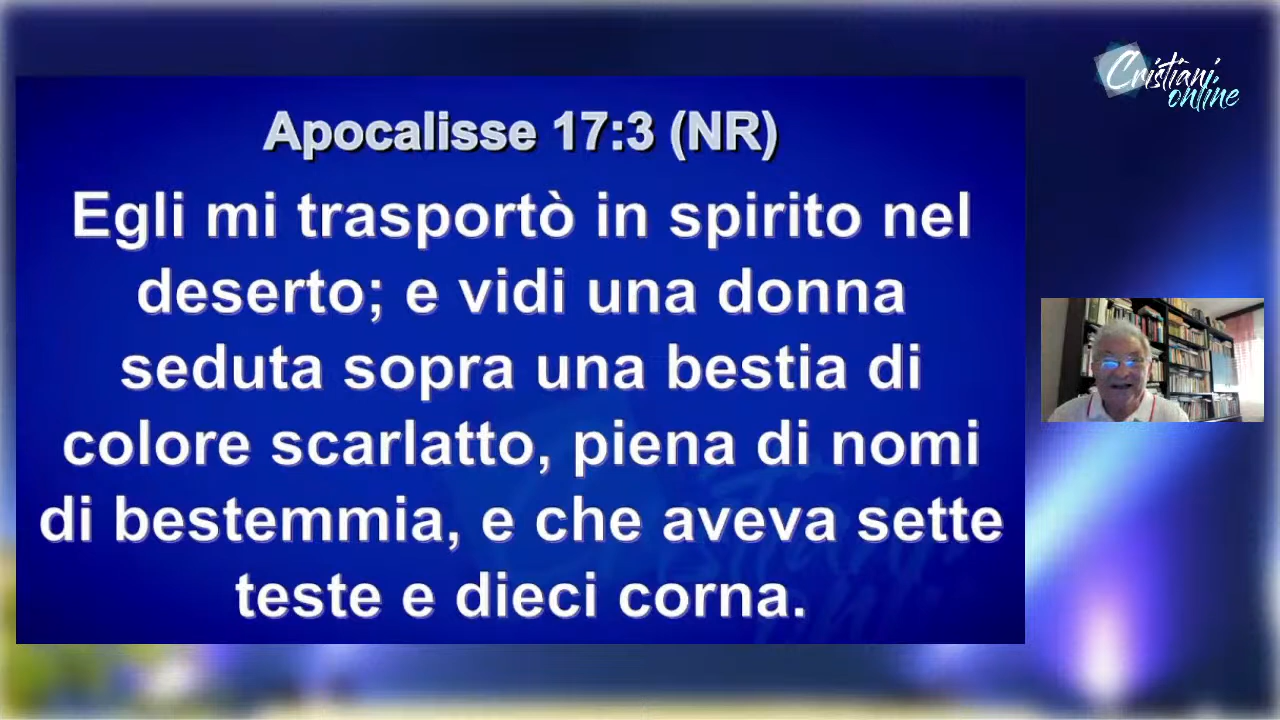 Cristiani
online
Apocalisse 17:3 (NR)
Egli mi trasportò in spirito nel
deserto; e vidi una donna
seduta sopra una bestia di
colore scarlatto, piena di nomi
di bestemmia, e che aveva sette
teste e dieci corna.